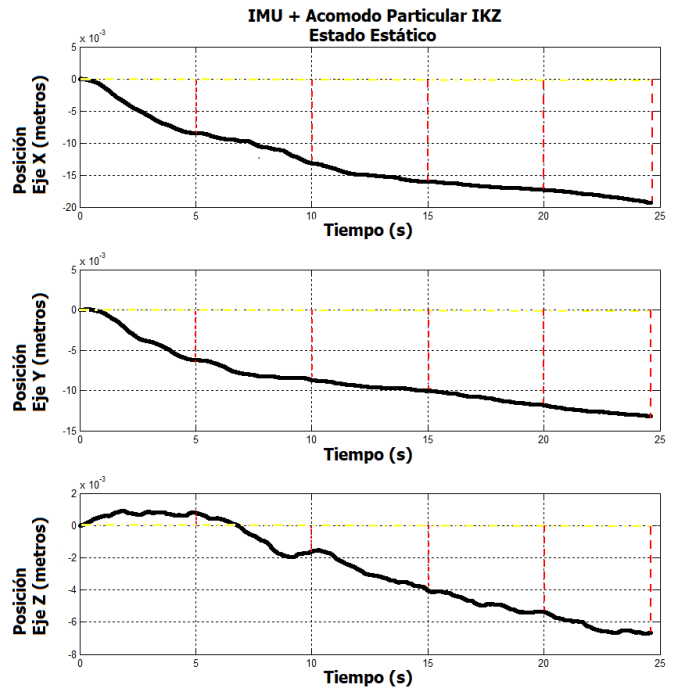 IMU + Acomodo Particular IKZ
Estado Estático
x 10⁻³
5
0
-5
-10
-15
-20
0
5
10
15
20
25
Posición
Eje X (metros)
Tiempo (s)
x 10⁻³
5
0
-5
-10
-15
0
5
10
15
20
25
Posición
Eje Y (metros)
Tiempo (s)
x 10⁻³
2
0
-2
-4
-6
-8
0
5
10
15
20
25
Posición
Eje Z (metros)
Tiempo (s)